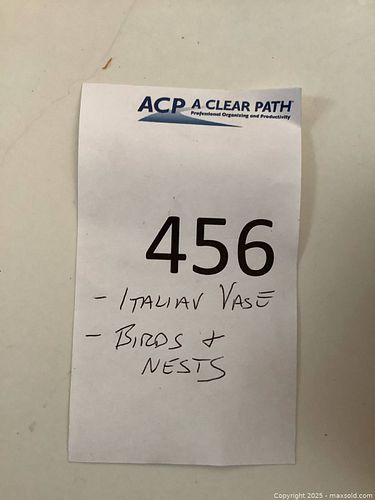 ACP A CLEAR PATH
Professional Organizing and Productivity
456
- ITALIAN VASE
- BIRDS &
NESTS
Copyright 2025 - maxsold.com